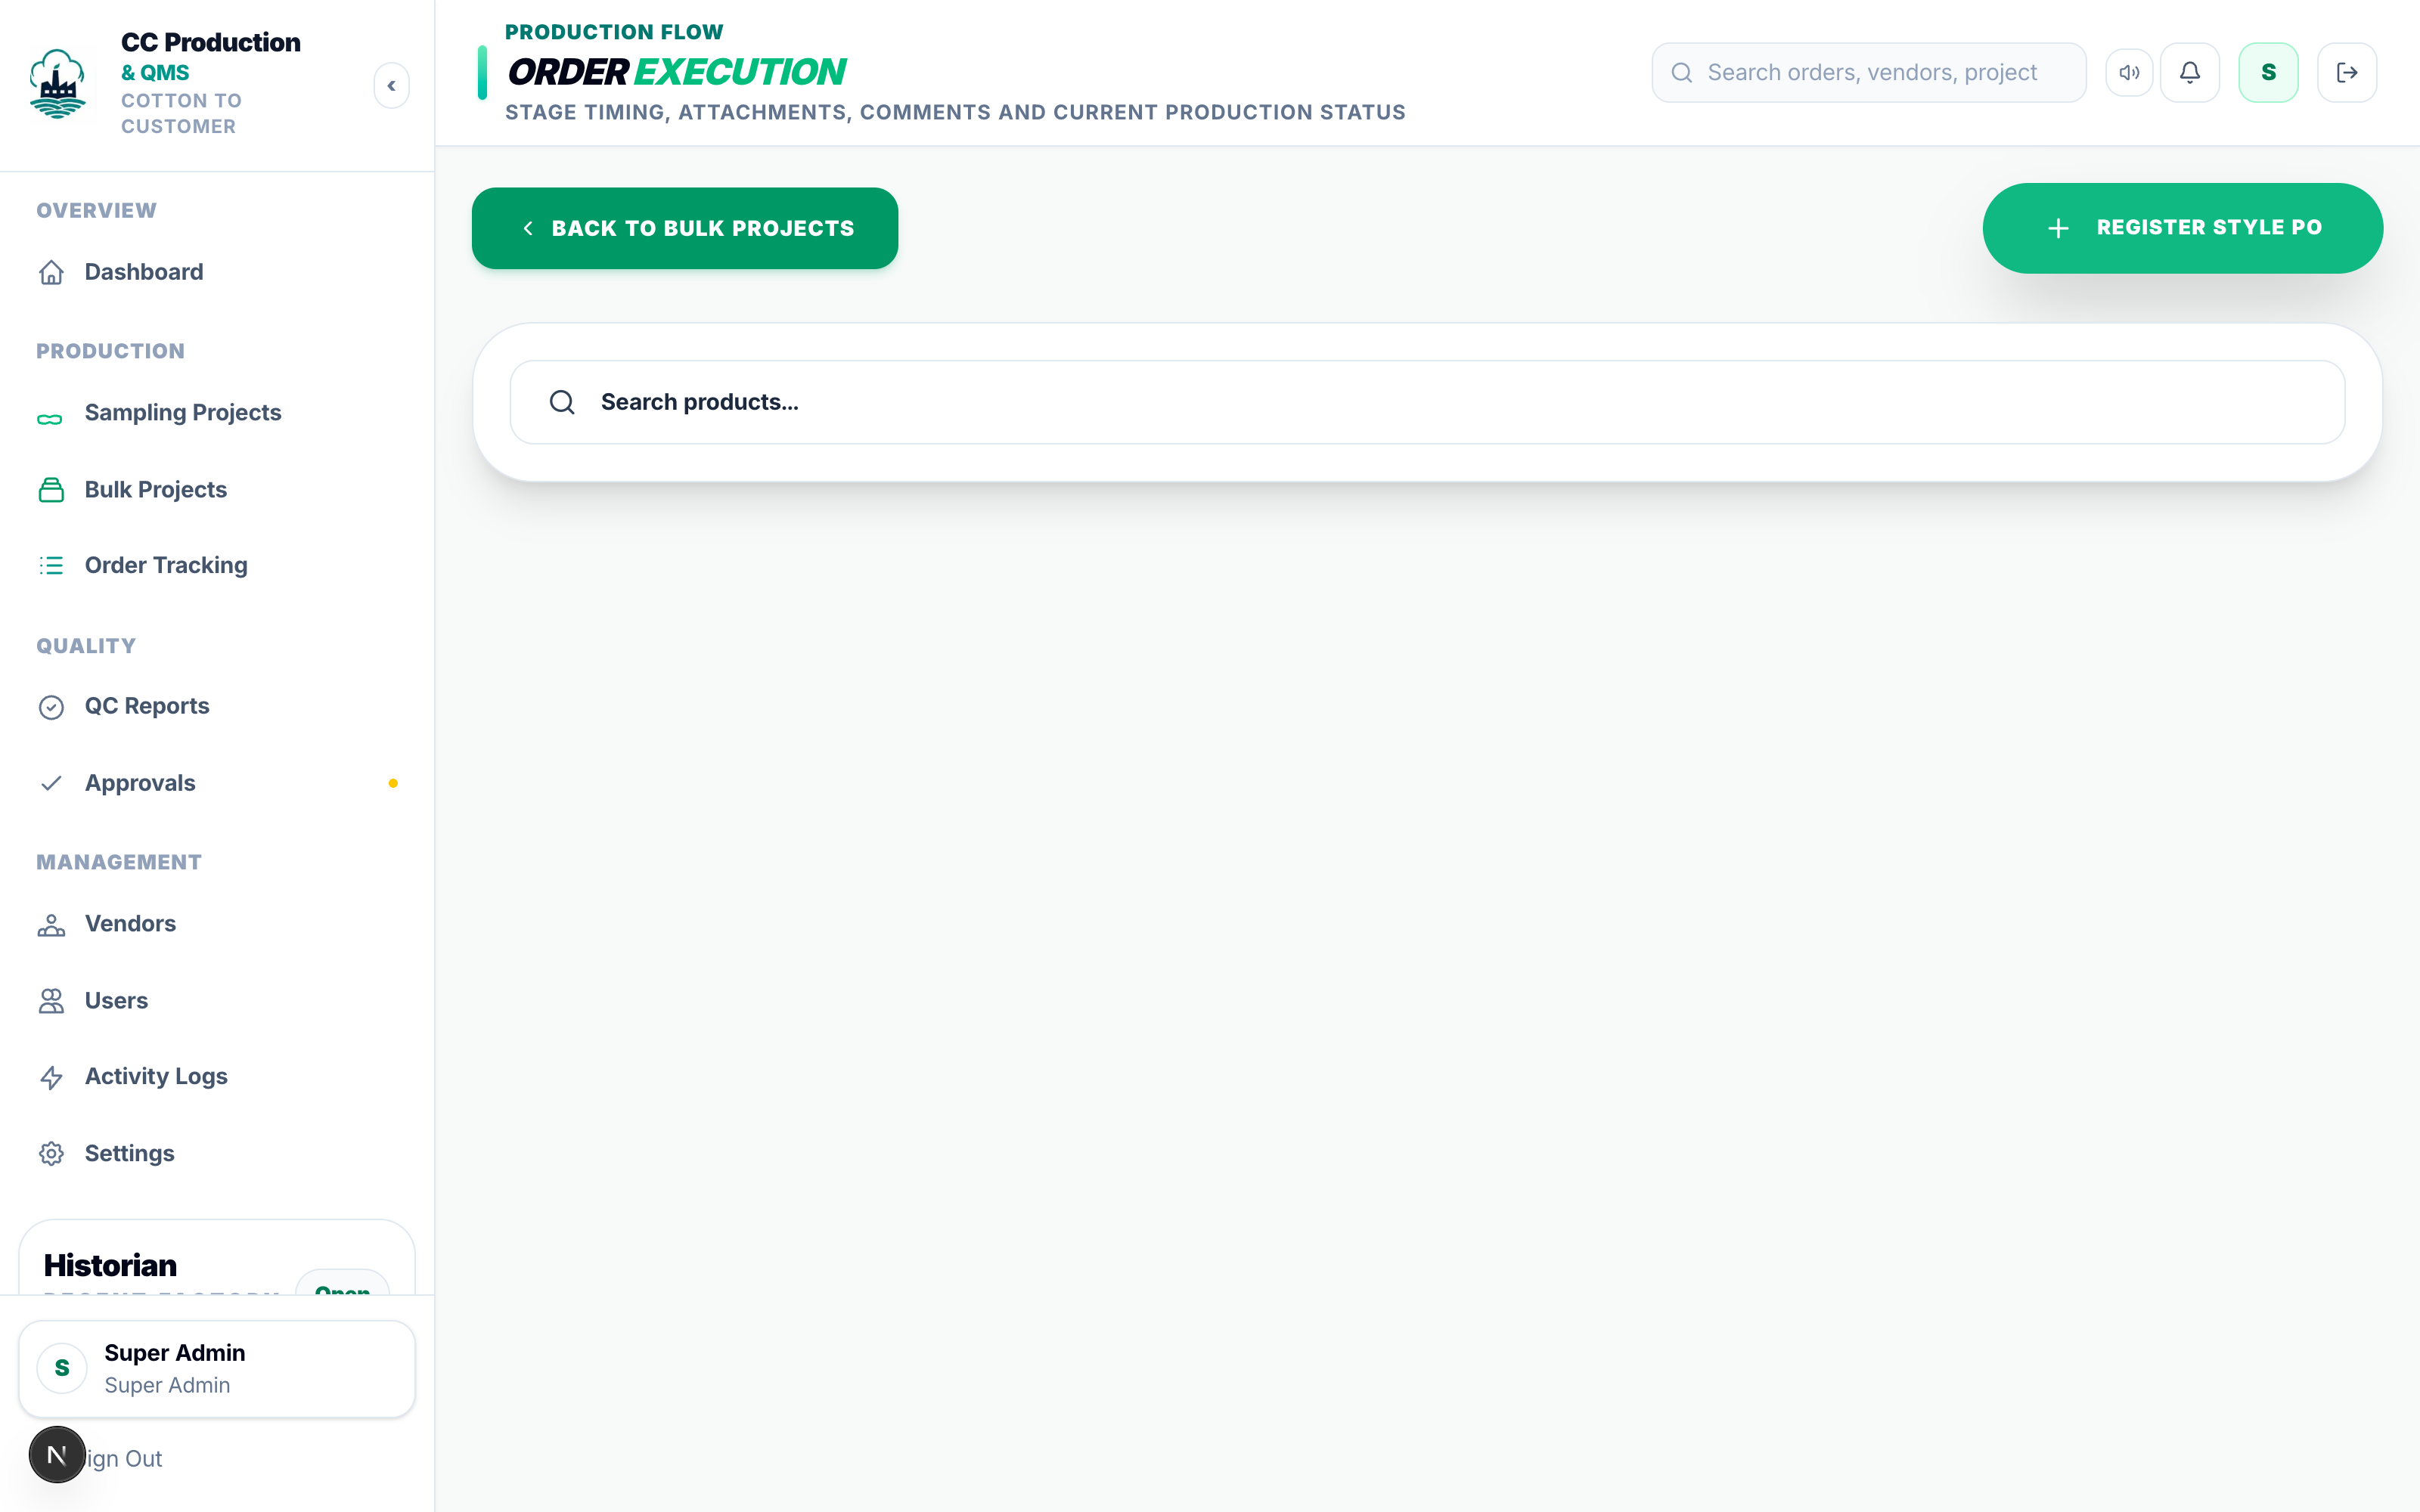 CC Production
& QMS
COTTON TO
CUSTOMER
‹
OVERVIEW
Dashboard
PRODUCTION
Sampling Projects
Bulk Projects
Order Tracking
QUALITY
QC Reports
Approvals
MANAGEMENT
Vendors
Users
Activity Logs
Settings
Historian
RECENT FACTORY
Open
S
Super Admin
Super Admin
N
ign Out
PRODUCTION FLOW
ORDER EXECUTION
STAGE TIMING, ATTACHMENTS, COMMENTS AND CURRENT PRODUCTION STATUS
Search orders, vendors, project
S
BACK TO BULK PROJECTS
REGISTER STYLE PO
Search products...